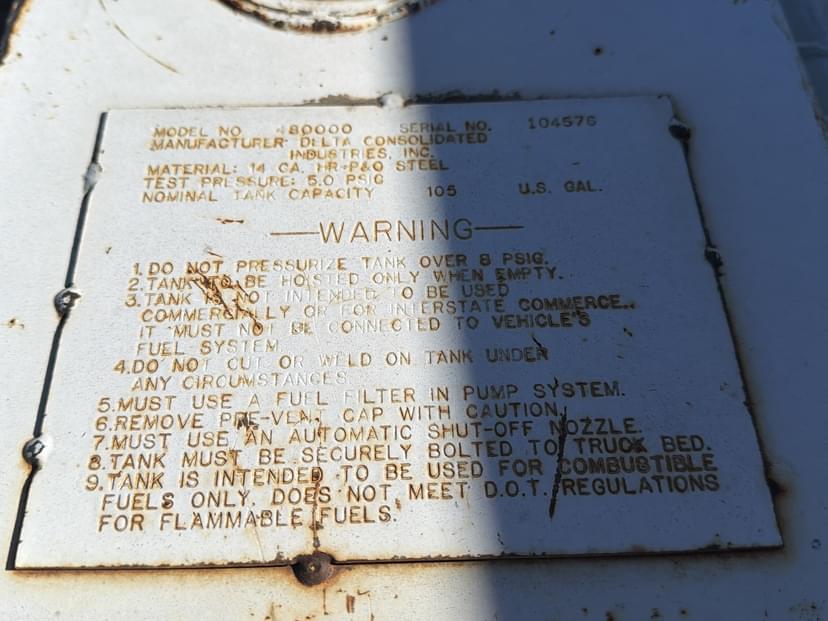 MODEL NO 480000 SERIAL NO. 104576
MANUFACTURER DELTA CONSOLIDATED
INDUSTRIES, INC.
MATERIAL: 14 GA. HR-P&O STEEL
TEST PRESSURE: 5.0 PSIG
NOMINAL TANK CAPACITY 105 U.S. GAL.
WARNING
1. DO NOT PRESSURIZE TANK OVER 8 PSIG.
2. TANK TO BE HOISTED ONLY WHEN EMPTY.
3. TANK IS NOT INTENDED TO BE USED
COMMERCIALLY OR FOR INTERSTATE COMMERCE.
IT MUST NOT BE CONNECTED TO VEHICLE'S
FUEL SYSTEM
4. DO NOT CUT OR WELD ON TANK UNDER
ANY CIRCUMSTANCES
5. MUST USE A FUEL FILTER IN PUMP SYSTEM.
6. REMOVE PRE-VENT CAP WITH CAUTION.
7. MUST USE AN AUTOMATIC SHUT-OFF NOZZLE.
8. TANK MUST BE SECURELY BOLTED TO TRUCK BED.
9. TANK IS INTENDED TO BE USED FOR COMBUSTIBLE
FUELS ONLY. DOES NOT MEET D.O.T. REGULATIONS
FOR FLAMMABLE FUELS.